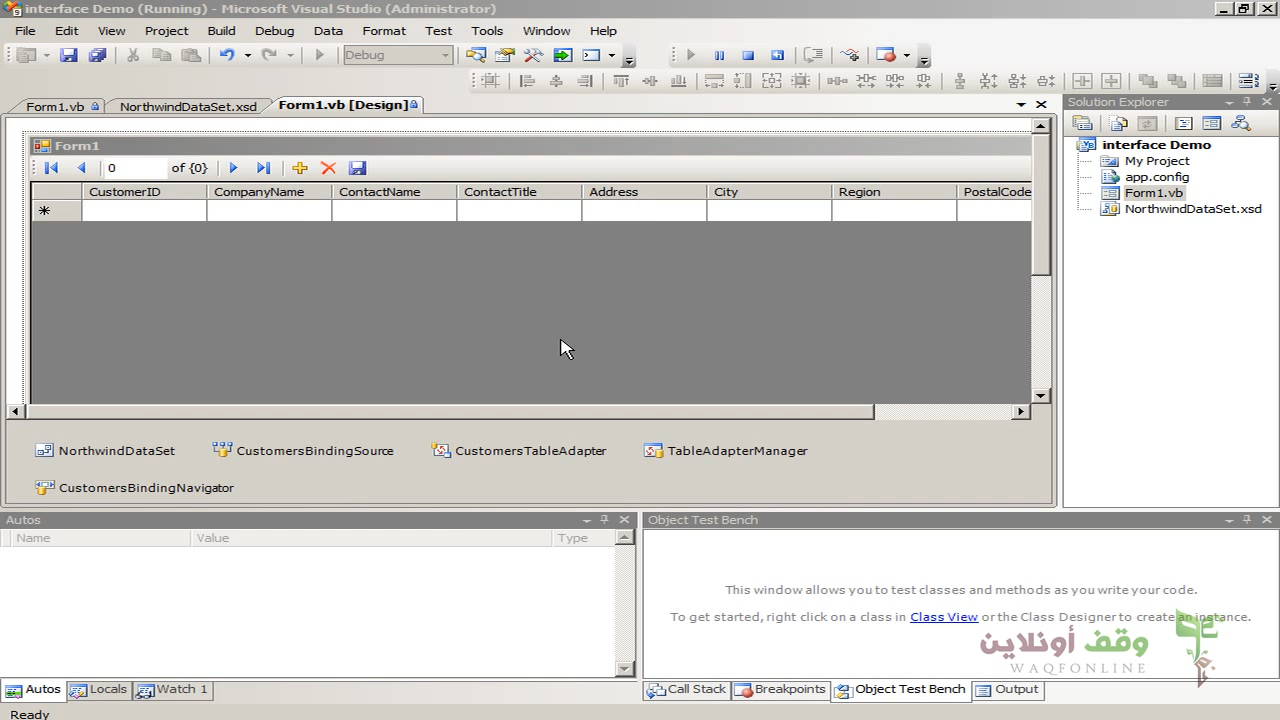 interface Demo (Running) - Microsoft Visual Studio (Administrator)
File Edit View Project Build Debug Data Format Test Tools Window Help
Debug
Form1.vb NorthwindDataSet.xsd Form1.vb [Design]
Solution Explorer
Form1
interface Demo
My Project
app.config
Form1.vb
NorthwindDataSet.xsd
0 of {0}
CustomerID CompanyName ContactName ContactTitle Address City Region PostalCode
NorthwindDataSet CustomersBindingSource CustomersTableAdapter TableAdapterManager
CustomersBindingNavigator
Autos
Name Value Type
Object Test Bench
This window allows you to test classes and methods as you write your code.
To get started, right click on a class in Class View or the Class Designer to create an instance.
وقف أونلاين
WAQFONLINE
Autos Locals Watch 1
Call Stack Breakpoints Object Test Bench Output
Ready